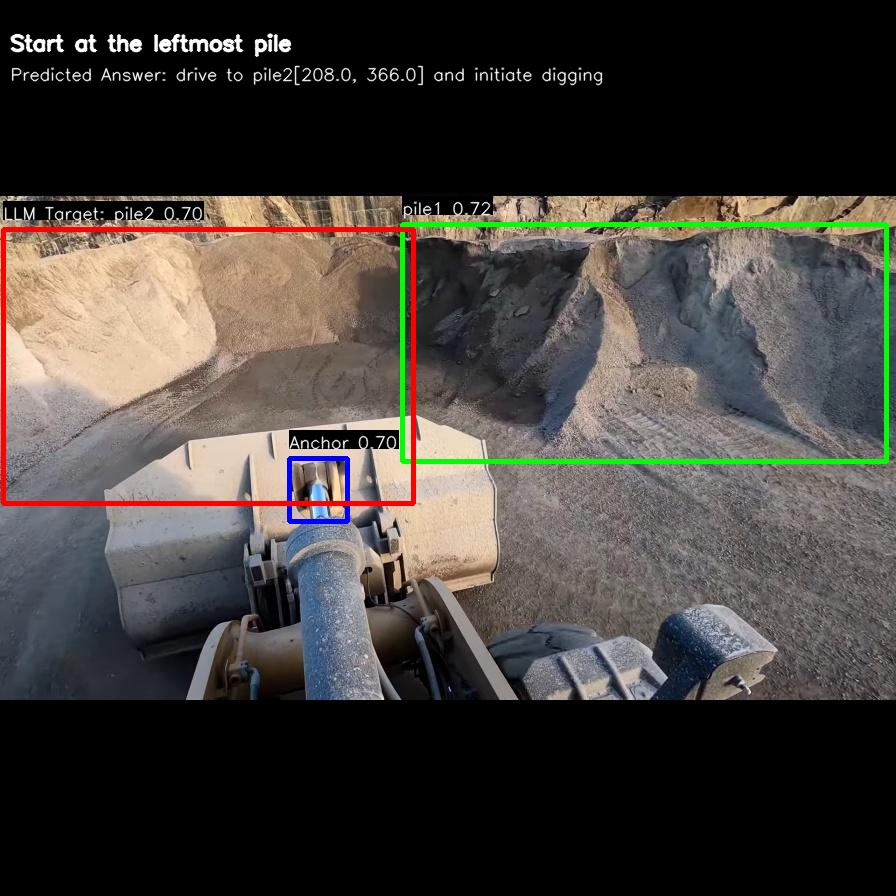 Start at the leftmost pile
Predicted Answer: drive to pile2[208.0, 366.0] and initiate digging
LLM Target: pile2 0.70
pile1 0.72
Anchor 0.70